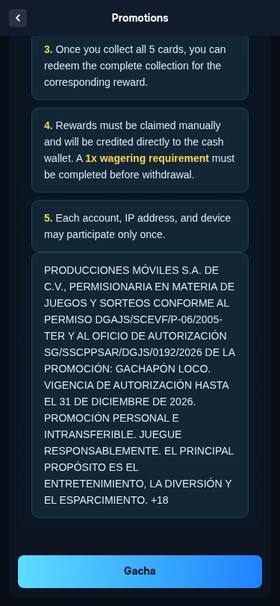 Promotions
3. Once you collect all 5 cards, you can
redeem the complete collection for the
corresponding reward.
4. Rewards must be claimed manually
and will be credited directly to the cash
wallet. A 1x wagering requirement must
be completed before withdrawal.
5. Each account, IP address, and device
may participate only once.
PRODUCCIONES MÓVILES S.A. DE
C.V., PERMISIONARIA EN MATERIA DE
JUEGOS Y SORTEOS CONFORME AL
PERMISO DGAJS/SCEVF/P-06/2005-
TER Y AL OFICIO DE AUTORIZACIÓN
SG/SSCPPSAR/DGJS/0192/2026 DE LA
PROMOCIÓN: GACHAPÓN LOCO.
VIGENCIA DE AUTORIZACIÓN HASTA
EL 31 DE DICIEMBRE DE 2026.
PROMOCIÓN PERSONAL E
INTRANSFERIBLE. JUEGUE
RESPONSABLEMENTE. EL PRINCIPAL
PROPÓSITO ES EL
ENTRETENIMIENTO, LA DIVERSIÓN Y
EL ESPARCIMIENTO. +18
Gacha